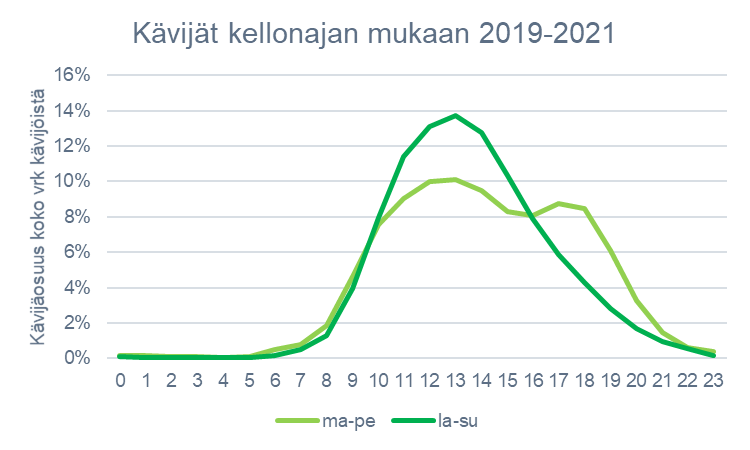 Kävijät kellonajan mukaan 2019-2021
Kävijäosuus koko vrk kävijöistä
16%
14%
12%
10%
8%
6%
4%
2%
0%
0 1 2 3 4 5 6 7 8 9 10 11 12 13 14 15 16 17 18 19 20 21 22 23
ma-pe la-su